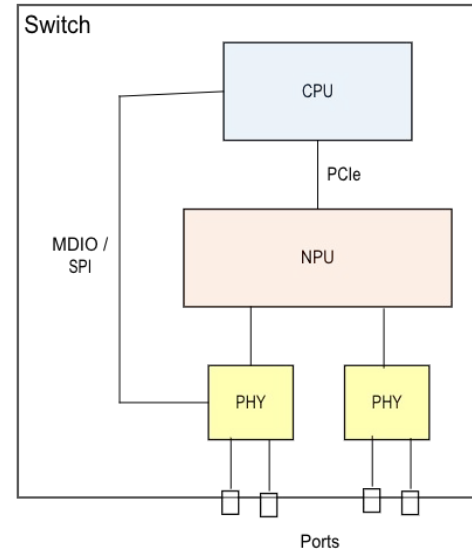 Switch
CPU
PCIe
MDIO /
SPI
NPU
PHY
PHY
Ports